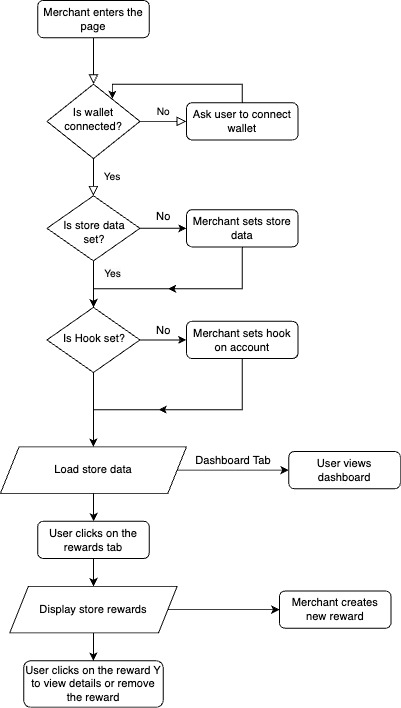 Merchant enters the
page
Is wallet
connected?
No
Ask user to connect
wallet
Yes
Is store data
set?
No
Merchant sets store
data
Yes
Is Hook set?
No
Merchant sets hook
on account
Load store data
Dashboard Tab
User views
dashboard
User clicks on the
rewards tab
Display store rewards
Merchant creates
new reward
User clicks on the reward Y
to view details or remove
the reward